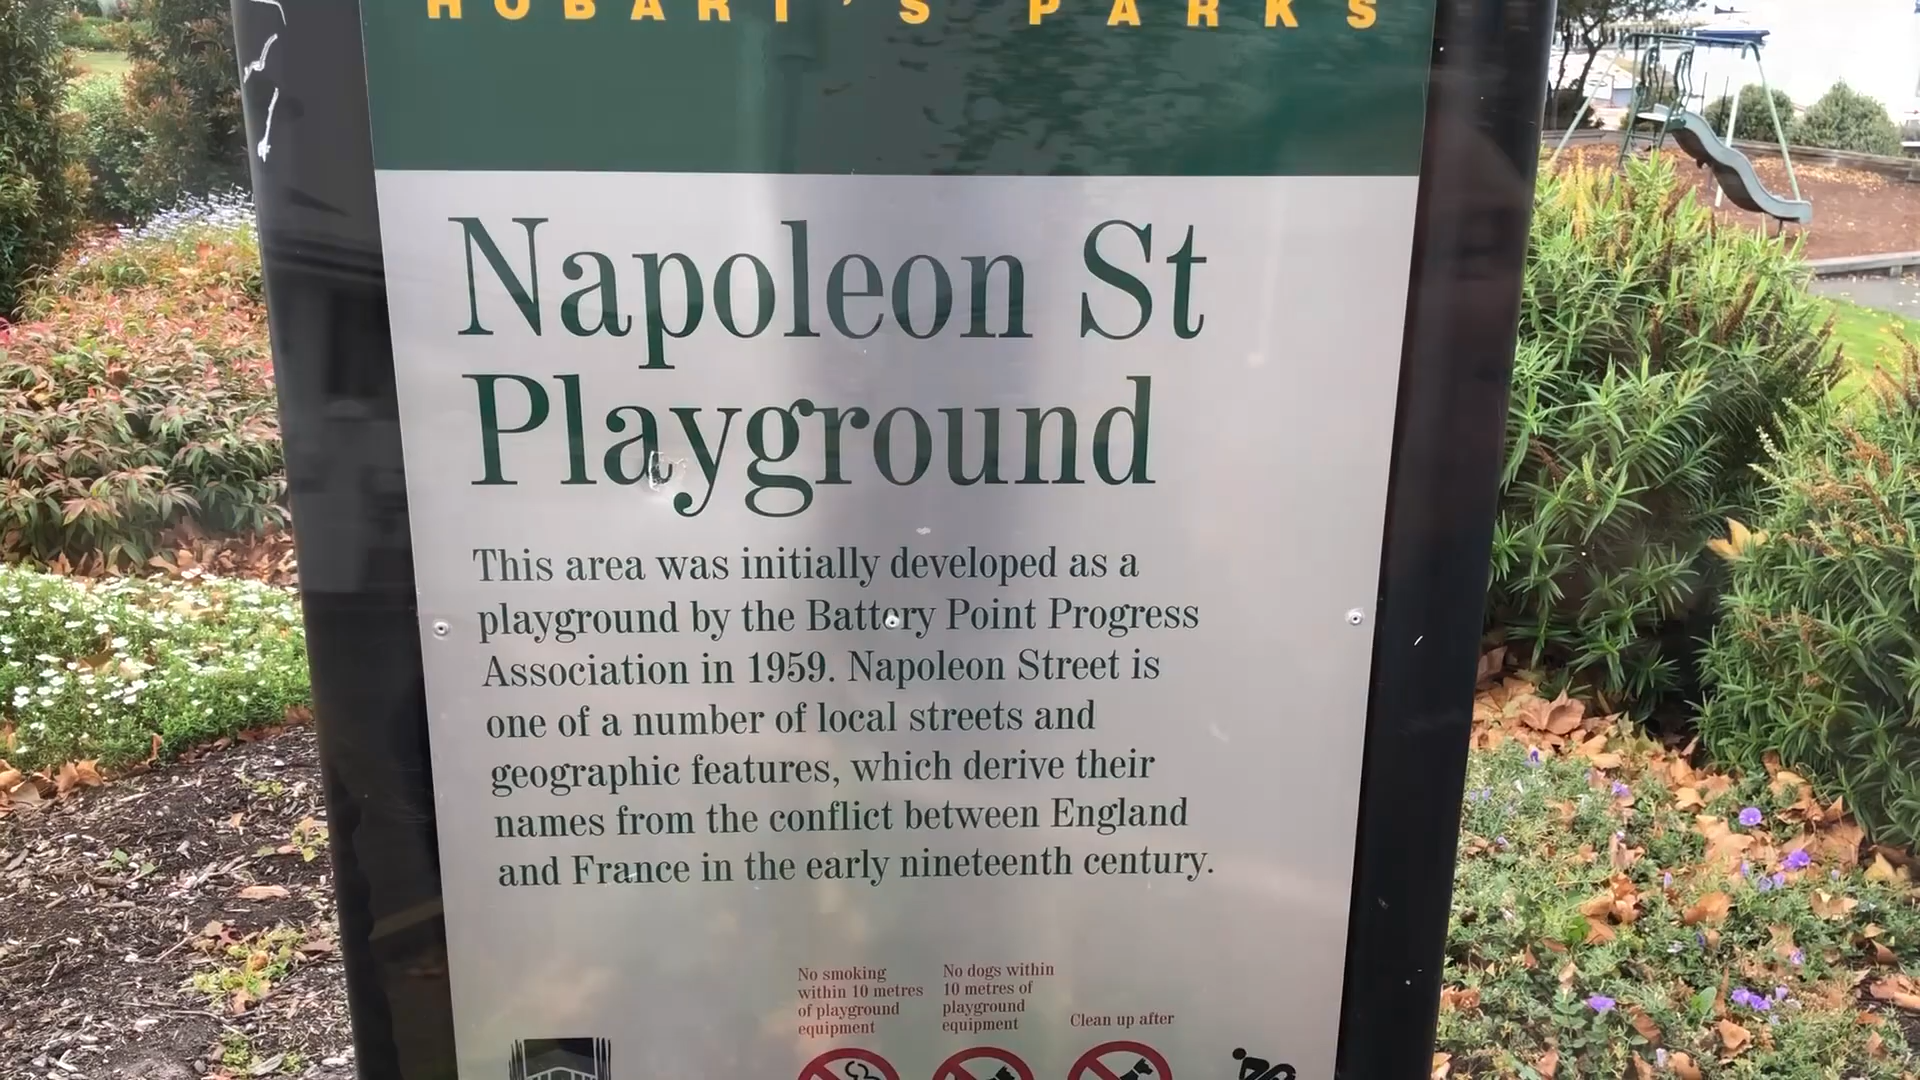 HOBART'S PARKS
Napoleon St
Playground
This area was initially developed as a
playground by the Battery Point Progress
Association in 1959. Napoleon Street is
one of a number of local streets and
geographic features, which derive their
names from the conflict between England
and France in the early nineteenth century.
No smoking
within 10 metres
of playground
equipment
No dogs within
10 metres of
playground
equipment
Clean up after